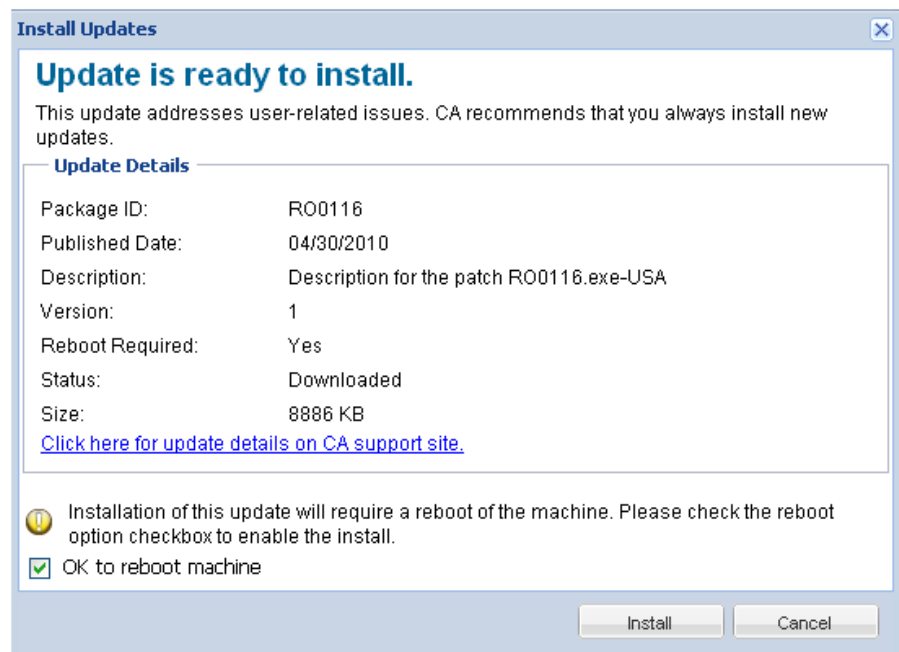 Install Updates
Update is ready to install.
This update addresses user-related issues. CA recommends that you always install new
updates.
Update Details
Package ID: RO0116
Published Date: 04/30/2010
Description: Description for the patch RO0116.exe-USA
Version: 1
Reboot Required: Yes
Status: Downloaded
Size: 8886 KB
Click here for update details on CA support site.
Installation of this update will require a reboot of the machine. Please check the reboot
option checkbox to enable the install.
OK to reboot machine
Install Cancel